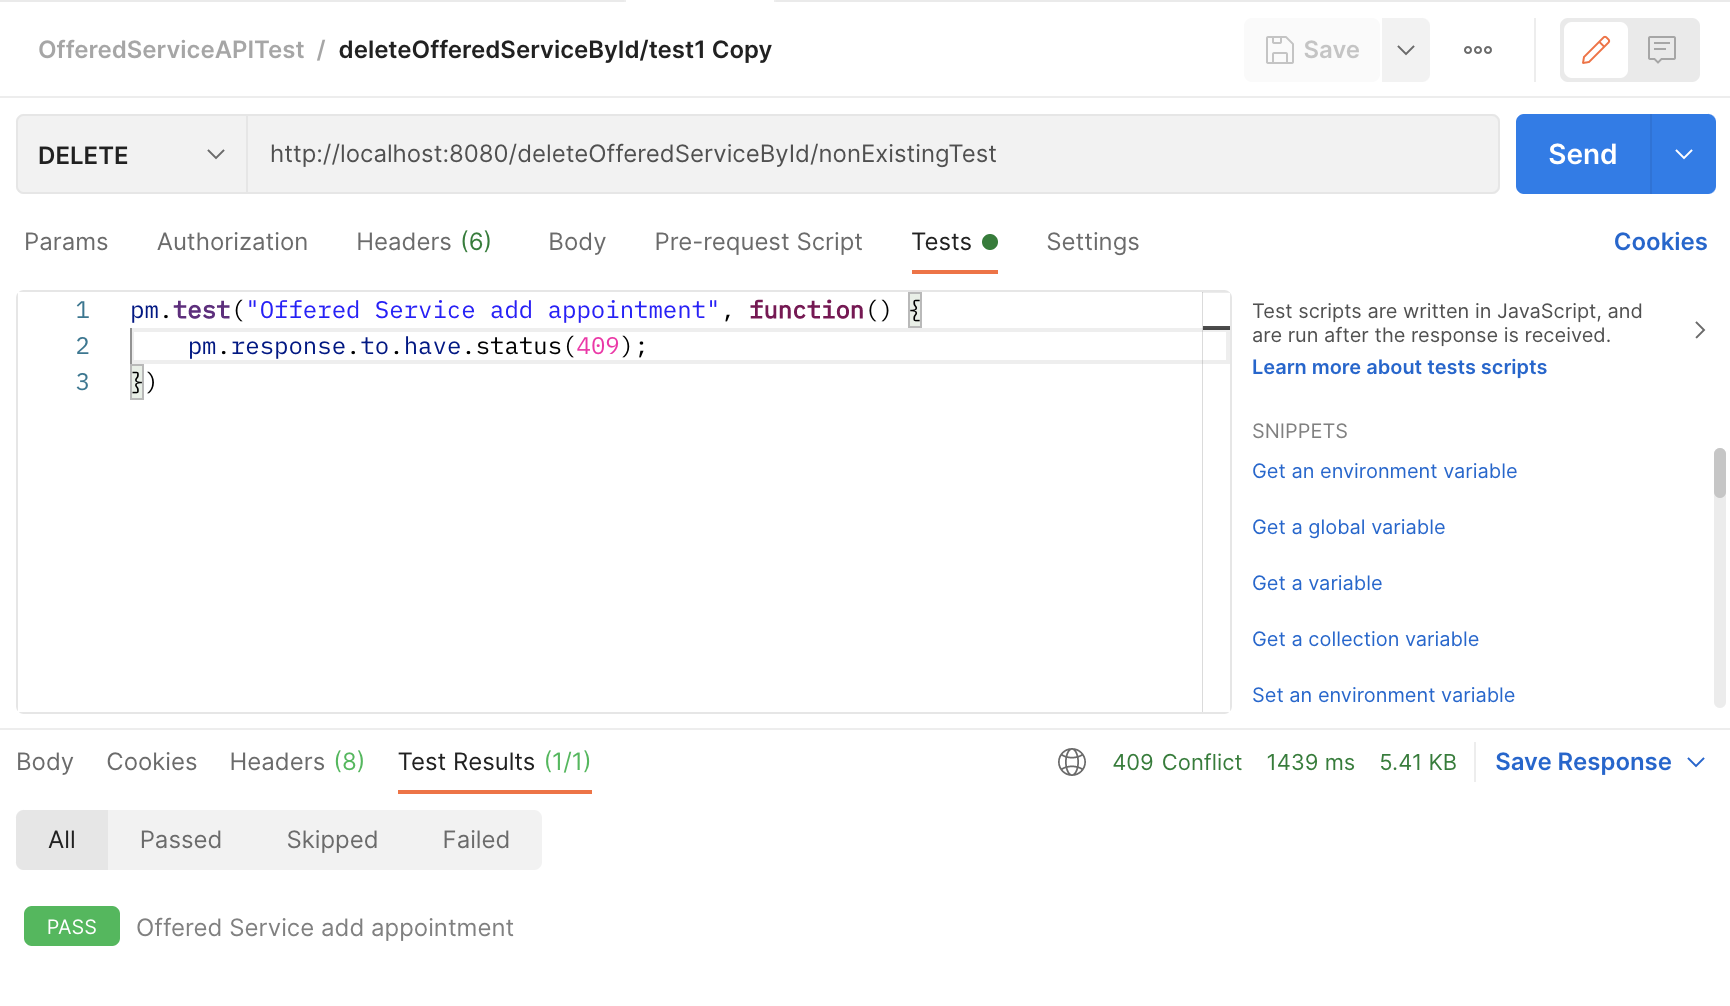 OfferedServiceAPITest / deleteOfferedServiceById/test1 Copy
Save
DELETE
http://localhost:8080/deleteOfferedServiceById/nonExistingTest
Send
Params Authorization Headers (6) Body Pre-request Script Tests Settings Cookies
1 pm.test("Offered Service add appointment", function() {
2 pm.response.to.have.status(409);
3 })
Test scripts are written in JavaScript, and
are run after the response is received.
Learn more about tests scripts
SNIPPETS
Get an environment variable
Get a global variable
Get a variable
Get a collection variable
Set an environment variable
Body Cookies Headers (8) Test Results (1/1) 409 Conflict 1439 ms 5.41 KB Save Response
All Passed Skipped Failed
PASS Offered Service add appointment